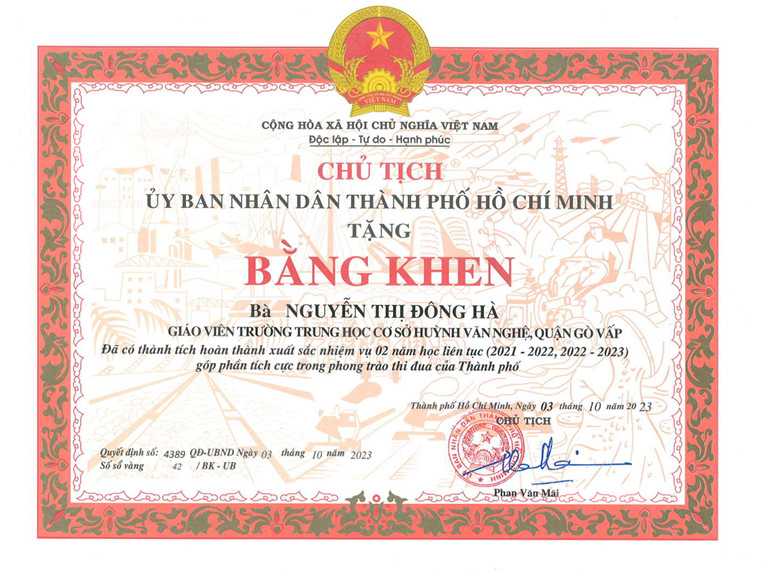 VIỆT NAM
CỘNG HÒA XÃ HỘI CHỦ NGHĨA VIỆT NAM
Độc lập - Tự do - Hạnh phúc
CHỦ TỊCH
ỦY BAN NHÂN DÂN THÀNH PHỐ HỒ CHÍ MINH
TẶNG
BẰNG KHEN
Bà NGUYỄN THỊ ĐÔNG HÀ
GIÁO VIÊN TRƯỜNG TRUNG HỌC CƠ SỞ HUỲNH VĂN NGHỆ, QUẬN GÒ VẤP
Đã có thành tích hoàn thành xuất sắc nhiệm vụ 02 năm học liên tục (2021 - 2022, 2022 - 2023)
góp phần tích cực trong phong trào thi đua của Thành phố
Thành phố Hồ Chí Minh, Ngày 03 tháng 10 năm 20 23
CHỦ TỊCH
Quyết định số: 4389 QĐ-UBND Ngày 03 tháng 10 năm 2023
Số sổ vàng 42 / BK - UB
Phan Văn Mãi